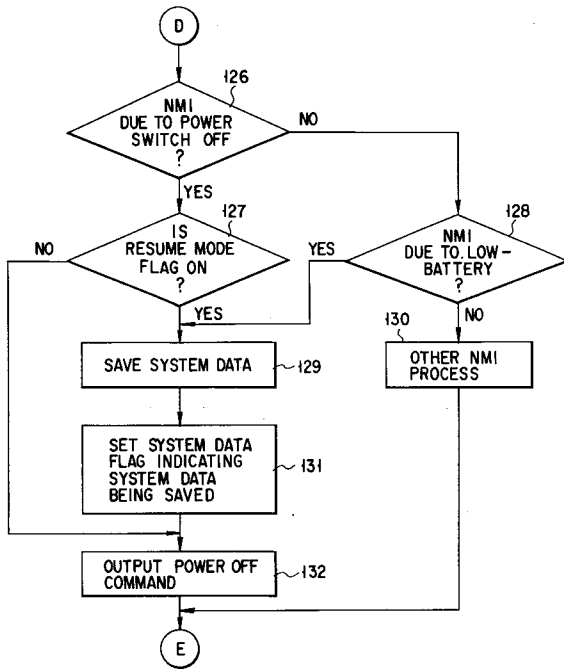 D
126
NMI
DUE TO POWER
SWITCH OFF
?
NO
YES
127
IS
RESUME MODE
FLAG ON
?
NO
YES
128
NMI
DUE TO. LOW-
BATTERY
?
YES
NO
SAVE SYSTEM DATA
129
130
OTHER NMI
PROCESS
SET SYSTEM DATA
FLAG INDICATING
SYSTEM DATA
BEING SAVED
131
OUTPUT POWER OFF
COMMAND
132
E